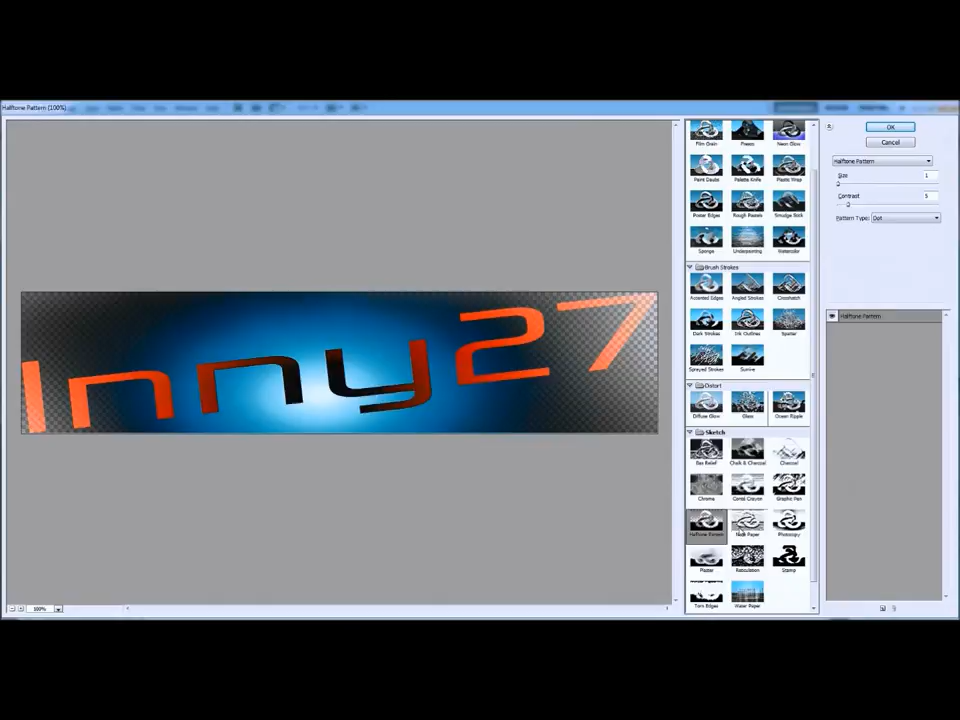 Halftone Pattern (100%)
Inny27
Film Grain
Fresco
Neon Glow
Paint Daubs
Palette Knife
Plastic Wrap
Poster Edges
Rough Pastels
Smudge Stick
Sponge
Underpainting
Watercolor
Brush Strokes
Accented Edges
Angled Strokes
Crosshatch
Dark Strokes
Ink Outlines
Spatter
Sprayed Strokes
Sumi-e
Distort
Diffuse Glow
Glass
Ocean Ripple
Sketch
Bas Relief
Chalk & Charcoal
Charcoal
Chrome
Conté Crayon
Graphic Pen
Halftone Pattern
Note Paper
Photocopy
Plaster
Reticulation
Stamp
Torn Edges
Water Paper
OK
Cancel
Halftone Pattern
Size 1
Contrast 5
Pattern Type: Dot
Halftone Pattern
100%